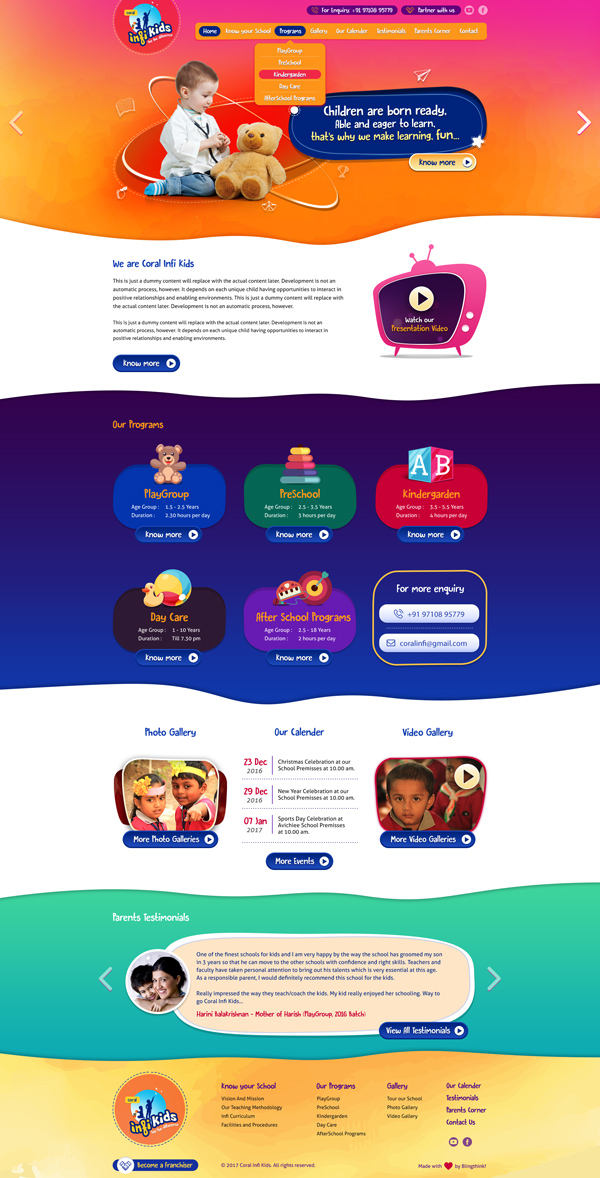 For Enquiry: +91 97108 95779
Partner with us
coral
infi kids
Home
Know your School
Programs
Gallery
Our Calender
Testimonials
Parents Corner
Contact
PlayGroup
PreSchool
Kindergarden
Day Care
AfterSchool Programs
Children are born ready.
Able and eager to learn,
that's why we make learning, fun...
Know more
We are Coral Infi Kids
This is just a dummy content will replace with the actual content later. Development is not an
automatic process, however. It depends on each unique child having opportunities to interact in
positive relationships and enabling environments. This is just a dummy content will replace with
the actual content later. Development is not an automatic process, however.
This is just a dummy content will replace with the actual content later. Development is not an
automatic process, however. It depends on each unique child having opportunities to interact in
positive relationships and enabling environments.
Know more
Watch our
Presentation Video
Our Programs
PlayGroup
Age Group : 1.5 - 2.5 Years
Duration : 2.30 hours per day
Know more
PreSchool
Age Group : 2.5 - 3.5 Years
Duration : 3 hours per day
Know more
Kindergarden
Age Group : 3.5 - 5.5 Years
Duration : 4 hours per day
Know more
A B
Day Care
Age Group : 1 - 10 Years
Duration : Till 7.30 pm
Know more
After School Programs
Age Group : 2.5 - 18 Years
Duration : 2 hours per day
Know more
For more enquiry
+91 97108 95779
coralinfi@gmail.com
Photo Gallery
More Photo Galleries
Our Calender
23 Dec
2016
Christmas Celebration at our
School Premisses at 10.00 am.
29 Dec
2016
New Year Celebration at our
School Premisses at 10.00 am.
07 Jan
2017
Sports Day Celebration at
Avichiee School Premisses
at 10.00 am.
More Events
Video Gallery
More Video Galleries
Parents Testimonials
One of the finest schools for kids and I am very happy by the way the school has groomed my son
in 3 years so that he can move to the other schools with confidence and right skills. Teachers and
faculty have taken personal attention to bring out his talents which is very essential at this age.
As a responsible parent, I would definitely recommend this school for the kids.
Really impressed the way they teach/coach the kids. My kid really enjoyed her schooling. Way to
go Coral Infi Kids...
Harini Balakrishnan - Mother of Harish (PlayGroup, 2016 Batch)
View All Testimonials
coral
infi kids
Become a Franchiser
Know your School
Vision And Mission
Our Teaching Methodology
Infi Curriculum
Facilities and Procedures
Our Programs
PlayGroup
PreSchool
Kindergarden
Day Care
AfterSchool Programs
Gallery
Tour our School
Photo Gallery
Video Gallery
Our Calender
Testimonials
Parents Corner
Contact Us
© 2017 Coral Infi Kids. All rights reserved.
Made with by Blingthink!